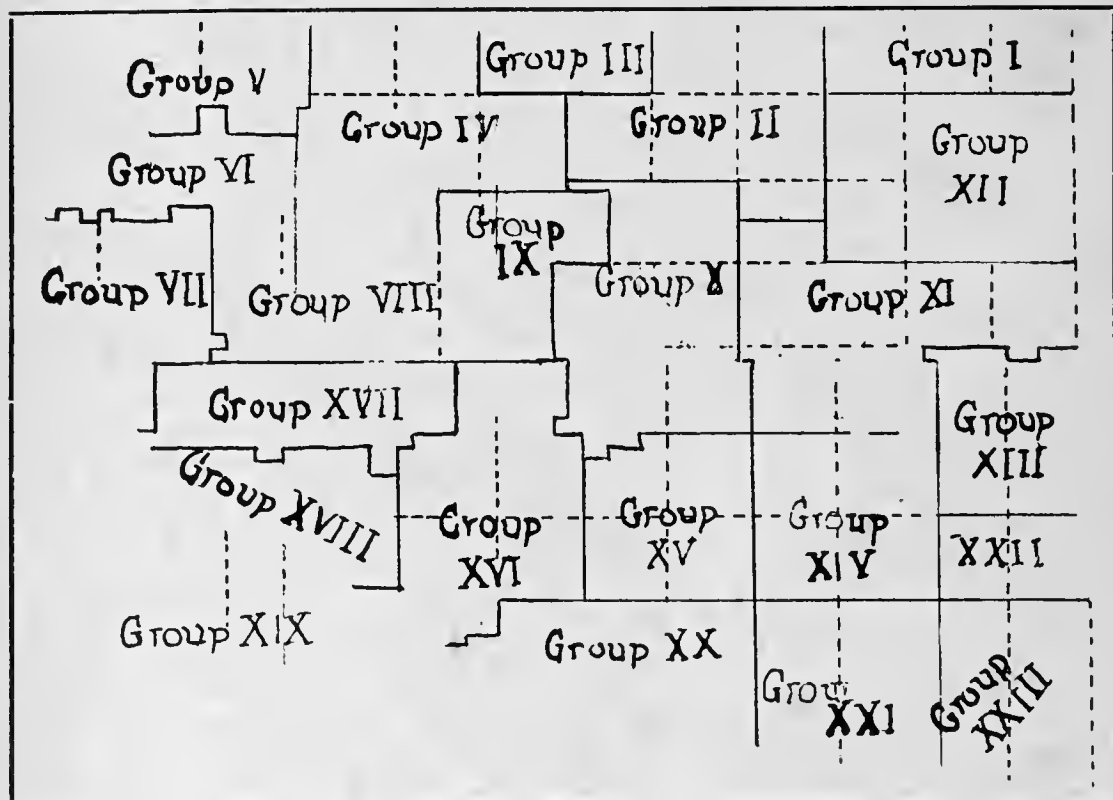 Group V
Group III
Group I
Group IV
Group II
Group
XII
Group VI
Group
IX
Group VII
Group VIII
Group X
Group XI
Group XVII
Group
XIII
Group XVIII
Group
XVI
Group
XV
Group
XIV
XXII
Group XIX
Group XX
Grou
XXI
Group
XXIII